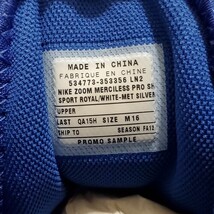 MADE IN CHINA
FABRIQUE EN CHINE
534773-353356 LN2
NIKE ZOOM MERCILESS PRO SH
SPORT ROYAL/WHITE-MET SILVER
UPPER
LAST QA15H SIZE M 16
SHIP TO SEASON FA12
PROMO SAMPLE